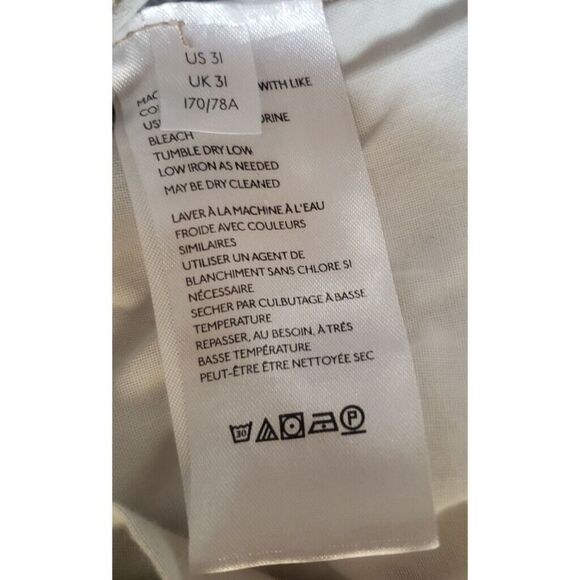 US 31
UK 31
170/78A
WITH LIKE
BLEACH
TUMBLE DRY LOW
LOW IRON AS NEEDED
MAY BE DRY CLEANED
LAVER À LA MACHINE À L'EAU
FROIDE AVEC COULEURS
SIMILAIRES
UTILISER UN AGENT DE
BLANCHIMENT SANS CHLORE SI
NÉCESSAIRE
SECHER PAR CULBUTAGE À BASSE
TEMPERATURE
REPASSER, AU BESOIN, À TRÈS
BASSE TEMPÉRATURE
PEUT-ÊTRE ÊTRE NETTOYÉE SEC
30 P